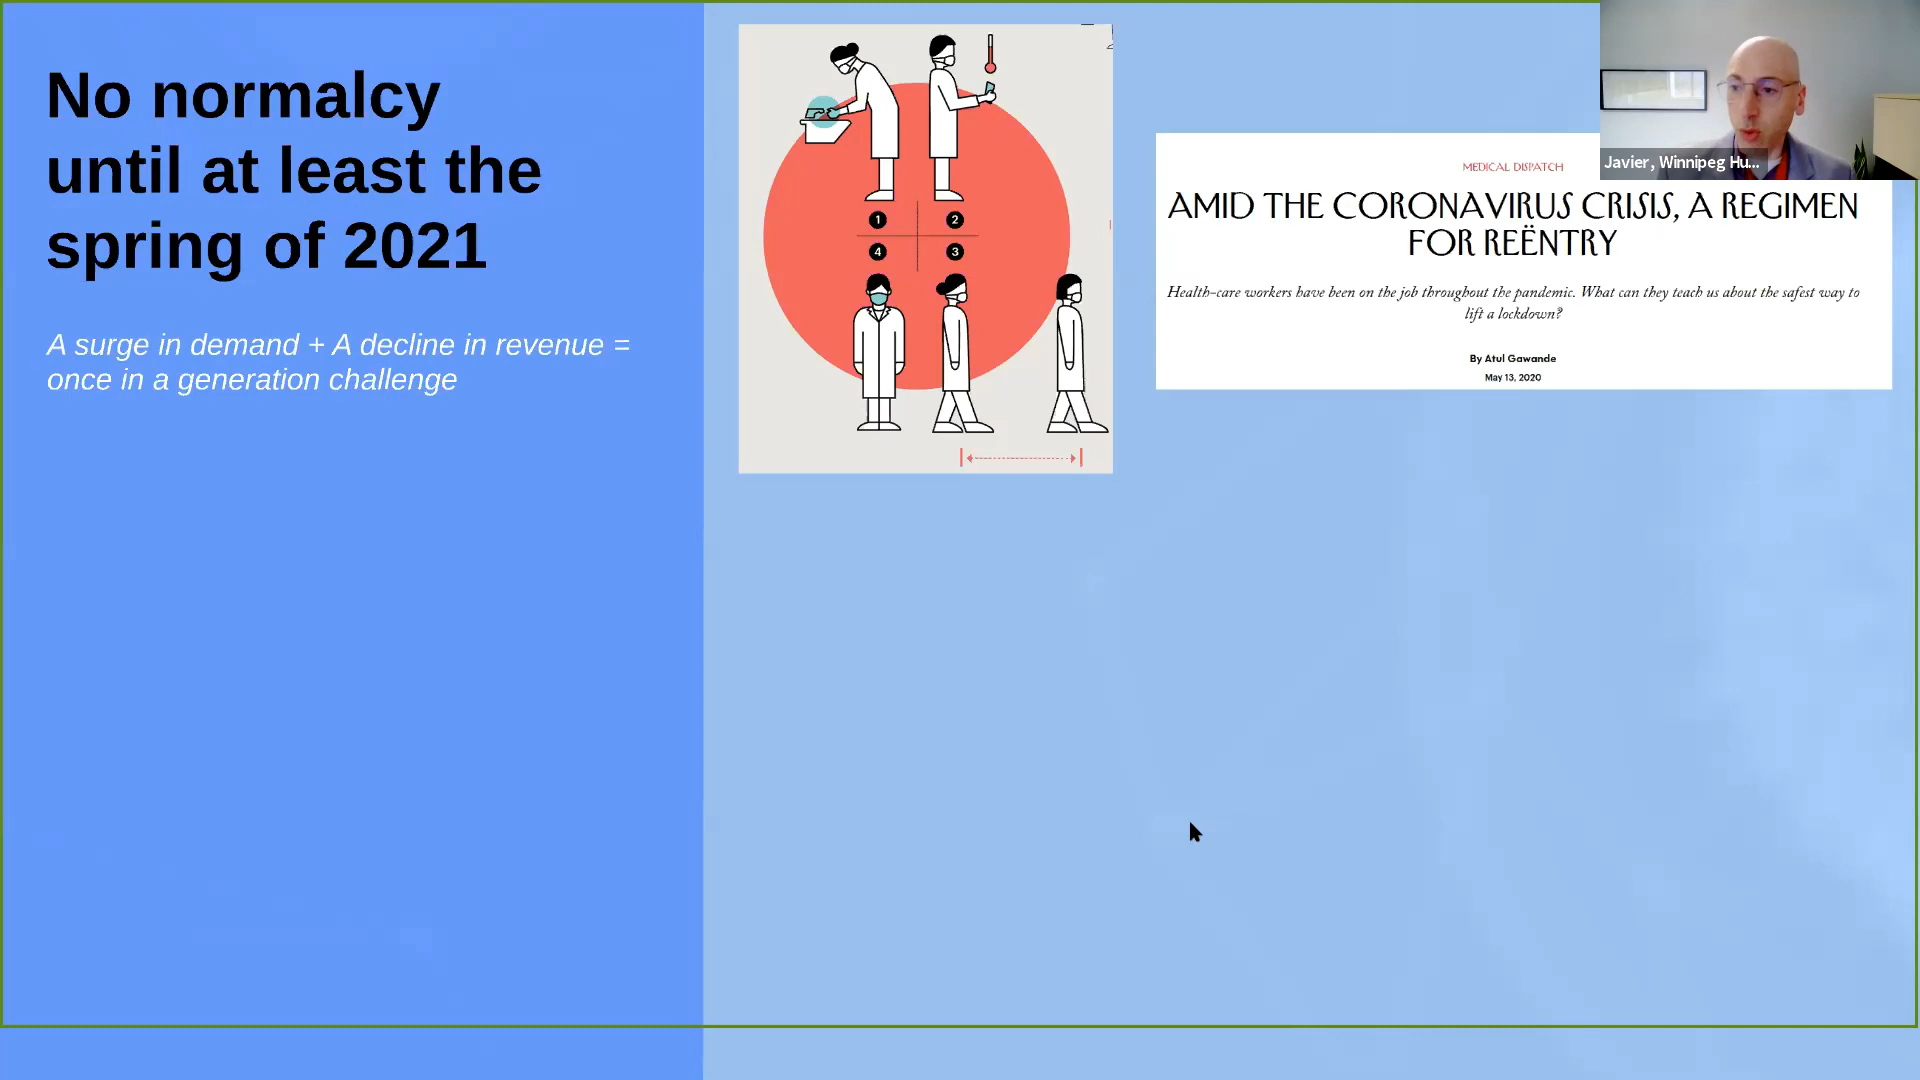 No normalcy
until at least the
spring of 2021
A surge in demand + A decline in revenue =
once in a generation challenge
1
2
4
3
MEDICAL DISPATCH
AMID THE CORONAVIRUS CRISIS, A REGIMEN
FOR REËNTRY
Health-care workers have been on the job throughout the pandemic. What can they teach us about the safest way to
lift a lockdown?
By Atul Gawande
May 13, 2020
Javier, Winnipeg Hu...